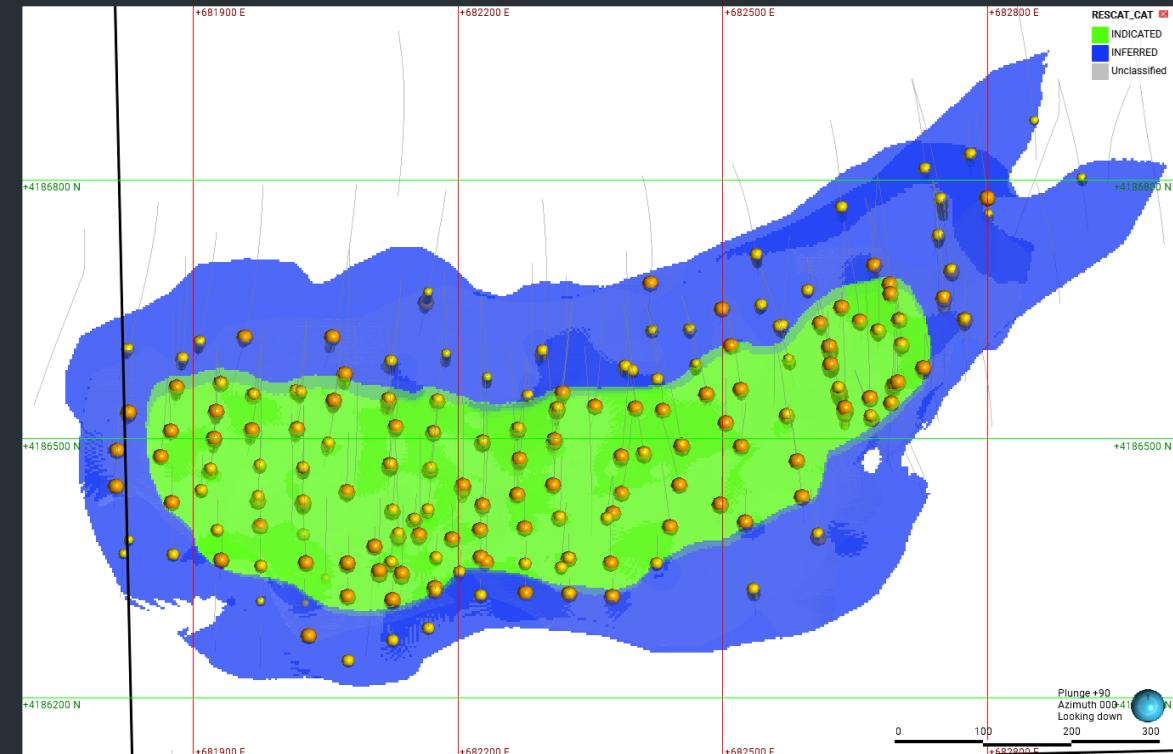 +681900 E
+682200 E
+682500 E
+682800 E
RESCAT_CAT
INDICATED
INFERRED
Unclassified
+4186800 N
+4186800 N
+4186500 N
+4186500 N
Plunge +90
Azimuth 000
Looking down
+4186200 N
0 100 200 300
+681900 E
+682200 E
+682500 E
+682800 E